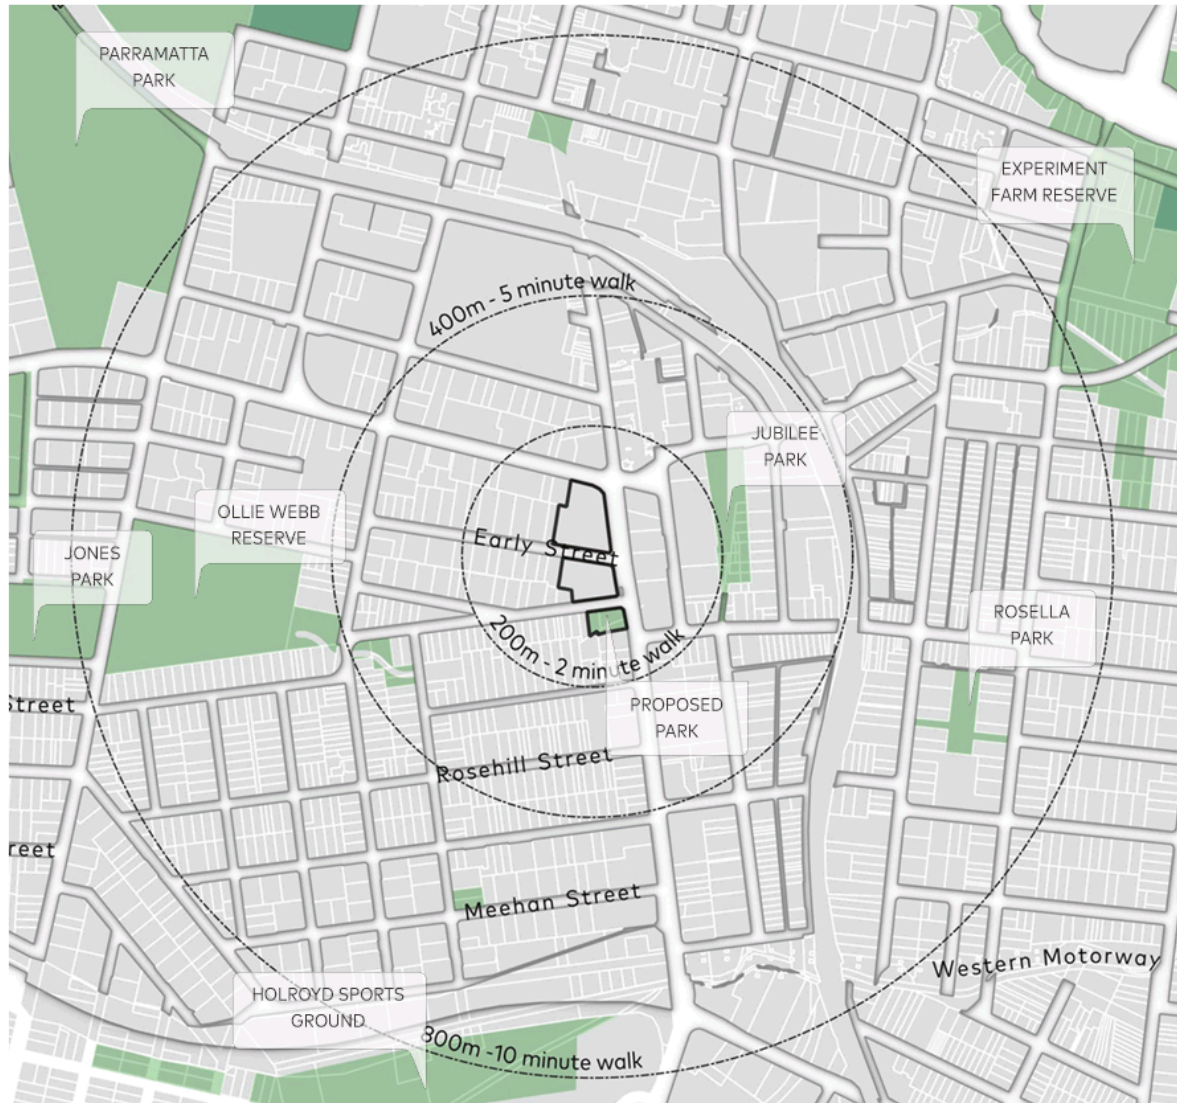 PARRAMATTA
PARK
EXPERIMENT
FARM RESERVE
400m - 5 minute walk
JUBILEE
PARK
OLLIE WEBB
RESERVE
Early Street
JONES
PARK
ROSELLA
PARK
200m - 2 minute walk
PROPOSED
PARK
Street
Rosehill Street
reet
Meehan Street
Western Motorway
HOLROYD SPORTS
GROUND
800m -10 minute walk